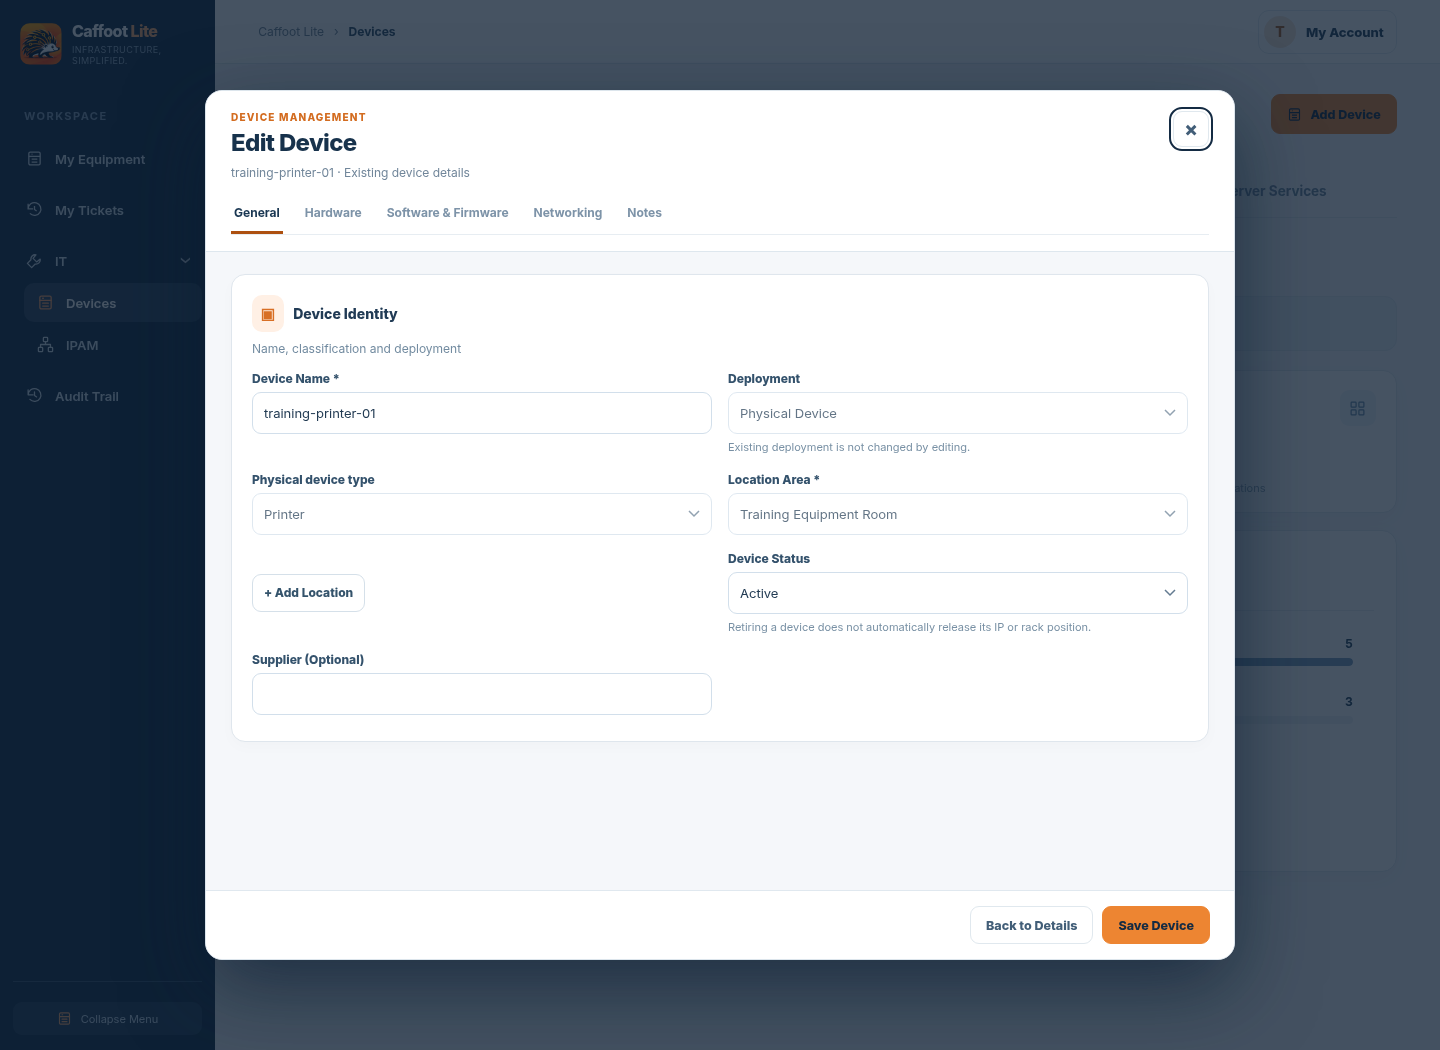 Caffoot Lite
INFRASTRUCTURE,
SIMPLIFIED.
WORKSPACE
My Equipment
My Tickets
IT
Devices
IPAM
Audit Trail
Collapse Menu
Caffoot Lite › Devices
T My Account
Add Device
Server Services
5
3
DEVICE MANAGEMENT
Edit Device
training-printer-01 · Existing device details
General Hardware Software & Firmware Networking Notes
Device Identity
Name, classification and deployment
Device Name * Deployment
training-printer-01 Physical Device
Existing deployment is not changed by editing.
Physical device type Location Area *
Printer Training Equipment Room
Device Status
+ Add Location Active
Retiring a device does not automatically release its IP or rack position.
Supplier (Optional)
Back to Details Save Device